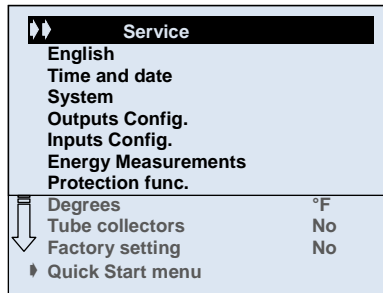 Service
English
Time and date
System
Outputs Config.
Inputs Config.
Energy Measurements
Protection func.
Degrees °F
Tube collectors No
Factory setting No
Quick Start menu